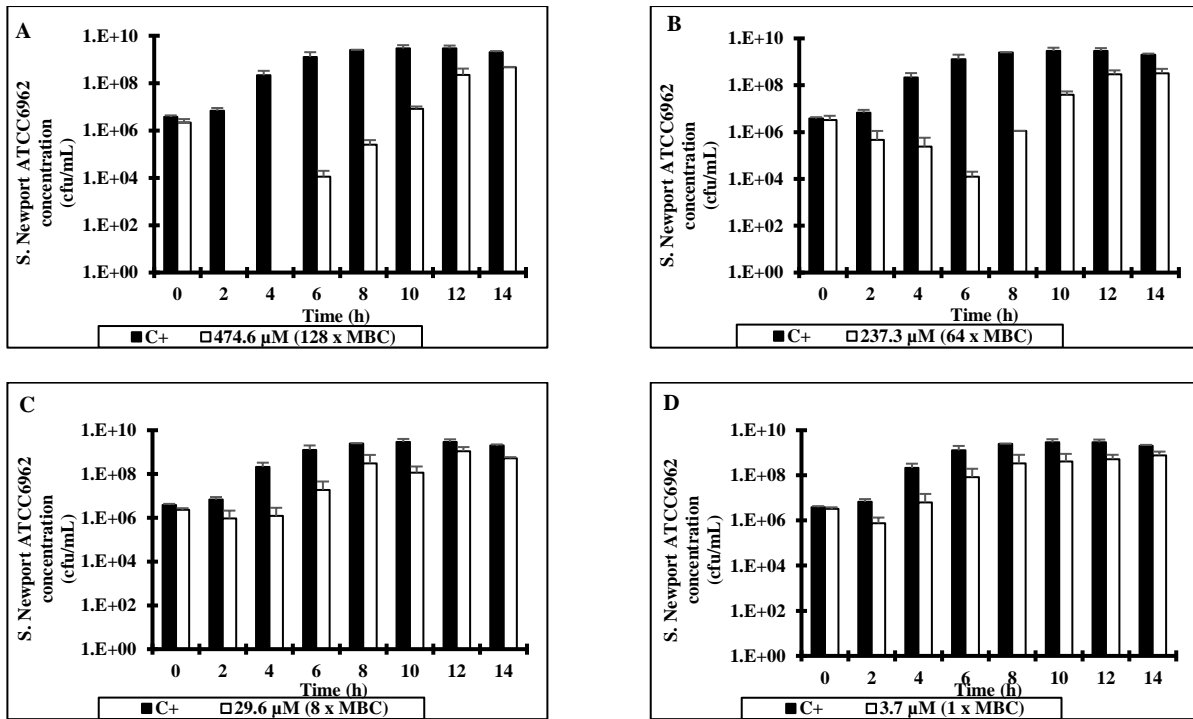 A
S. Newport ATCC6962
concentration
(cfu/mL)
1.E+10
1.E+08
1.E+06
1.E+04
1.E+02
1.E+00
0 2 4 6 8 10 12 14
Time (h)
C+ 474.6 µM (128 x MBC)
B
S. Newport ATCC6962
concentration
(cfu/mL)
1.E+10
1.E+08
1.E+06
1.E+04
1.E+02
1.E+00
0 2 4 6 8 10 12 14
Time (h)
C+ 237.3 µM (64 x MBC)
C
S. Newport ATCC6962
concentration
(cfu/mL)
1.E+10
1.E+08
1.E+06
1.E+04
1.E+02
1.E+00
0 2 4 6 8 10 12 14
Time (h)
C+ 29.6 µM (8 x MBC)
D
S. Newport ATCC6962
concentration
(cfu/mL)
1.E+10
1.E+08
1.E+06
1.E+04
1.E+02
1.E+00
0 2 4 6 8 10 12 14
Time (h)
C+ 3.7 µM (1 x MBC)